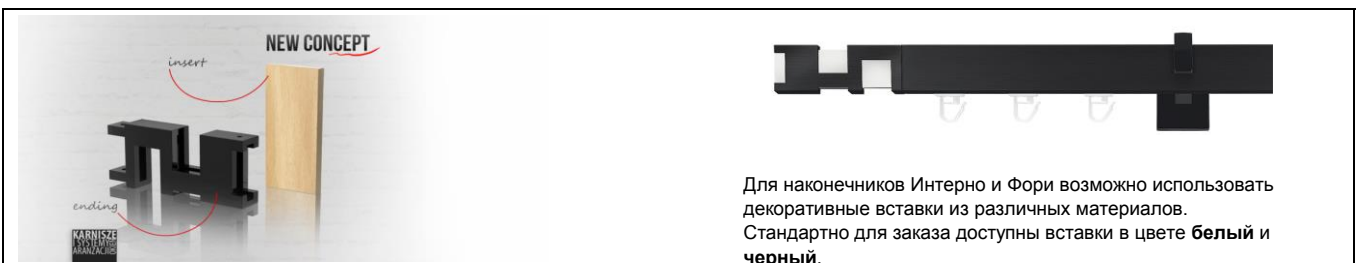 NEW CONCEPT
insert
ending
KARNISZE
I SYSTEMY
ARANŻACJI
Для наконечников Интерно и Фори возможно использовать
декоративные вставки из различных материалов.
Стандартно для заказа доступны вставки в цвете белый и
черный.